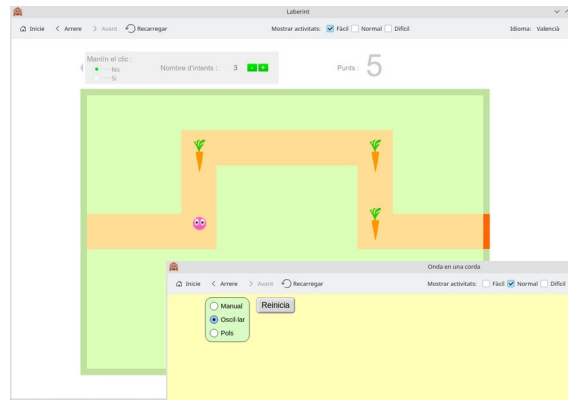 Laberint
Inicie Arrere Avant Recarregar Mostrar activitats: Fàcil Normal Difícil Idioma: Valencià
Mantín el clic :
No
Si
Nombre d'intents : 3 - +
Punts : 5
Onda en una corda
Inicie Arrere Avant Recarregar Mostrar activitats: Fàcil Normal Difícil
Manual Reinicia
Oscil·lar
Pols